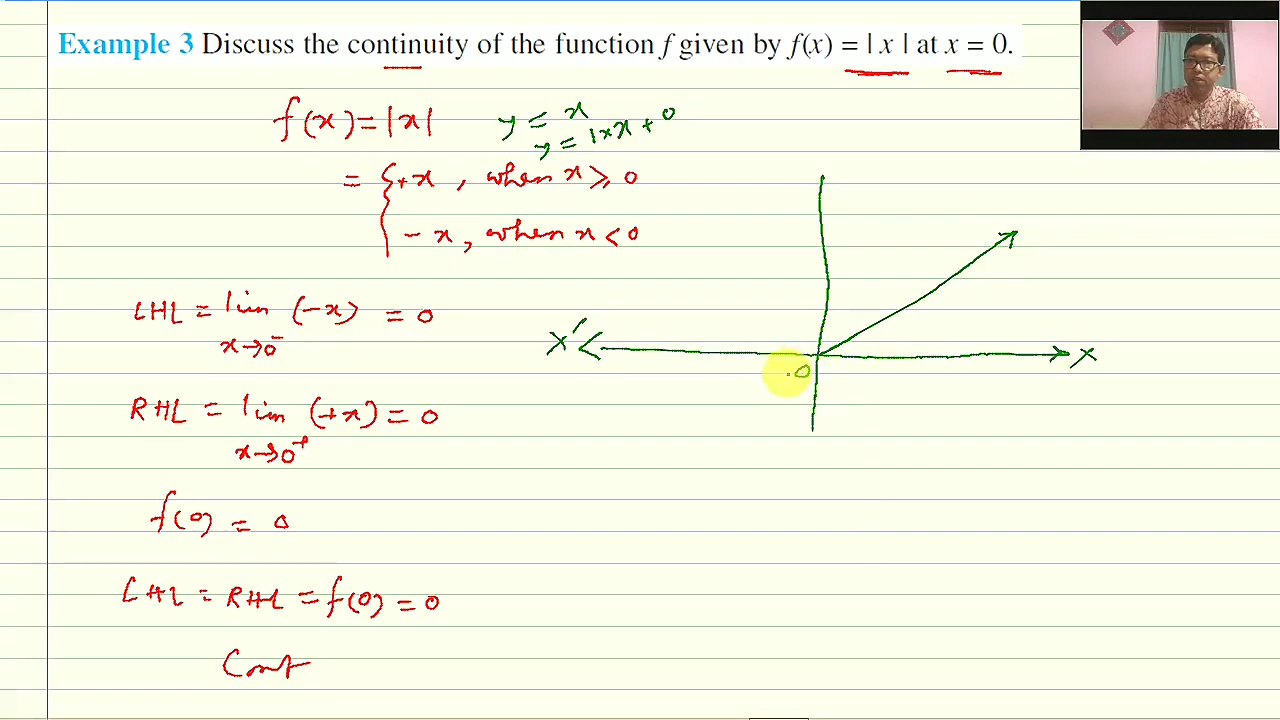 Example 3 Discuss the continuity of the function f given by f(x) = | x | at x = 0.
f(x) = |x|
y = x
y = 1×x + 0
= { +x , when x ≥ 0
- x , when x < 0
LHL = lim (-x) = 0
x→0⁻
X'
X
0
RHL = lim (+x) = 0
x→0⁺
f(0) = 0
LHL = RHL = f(0) = 0
Cont